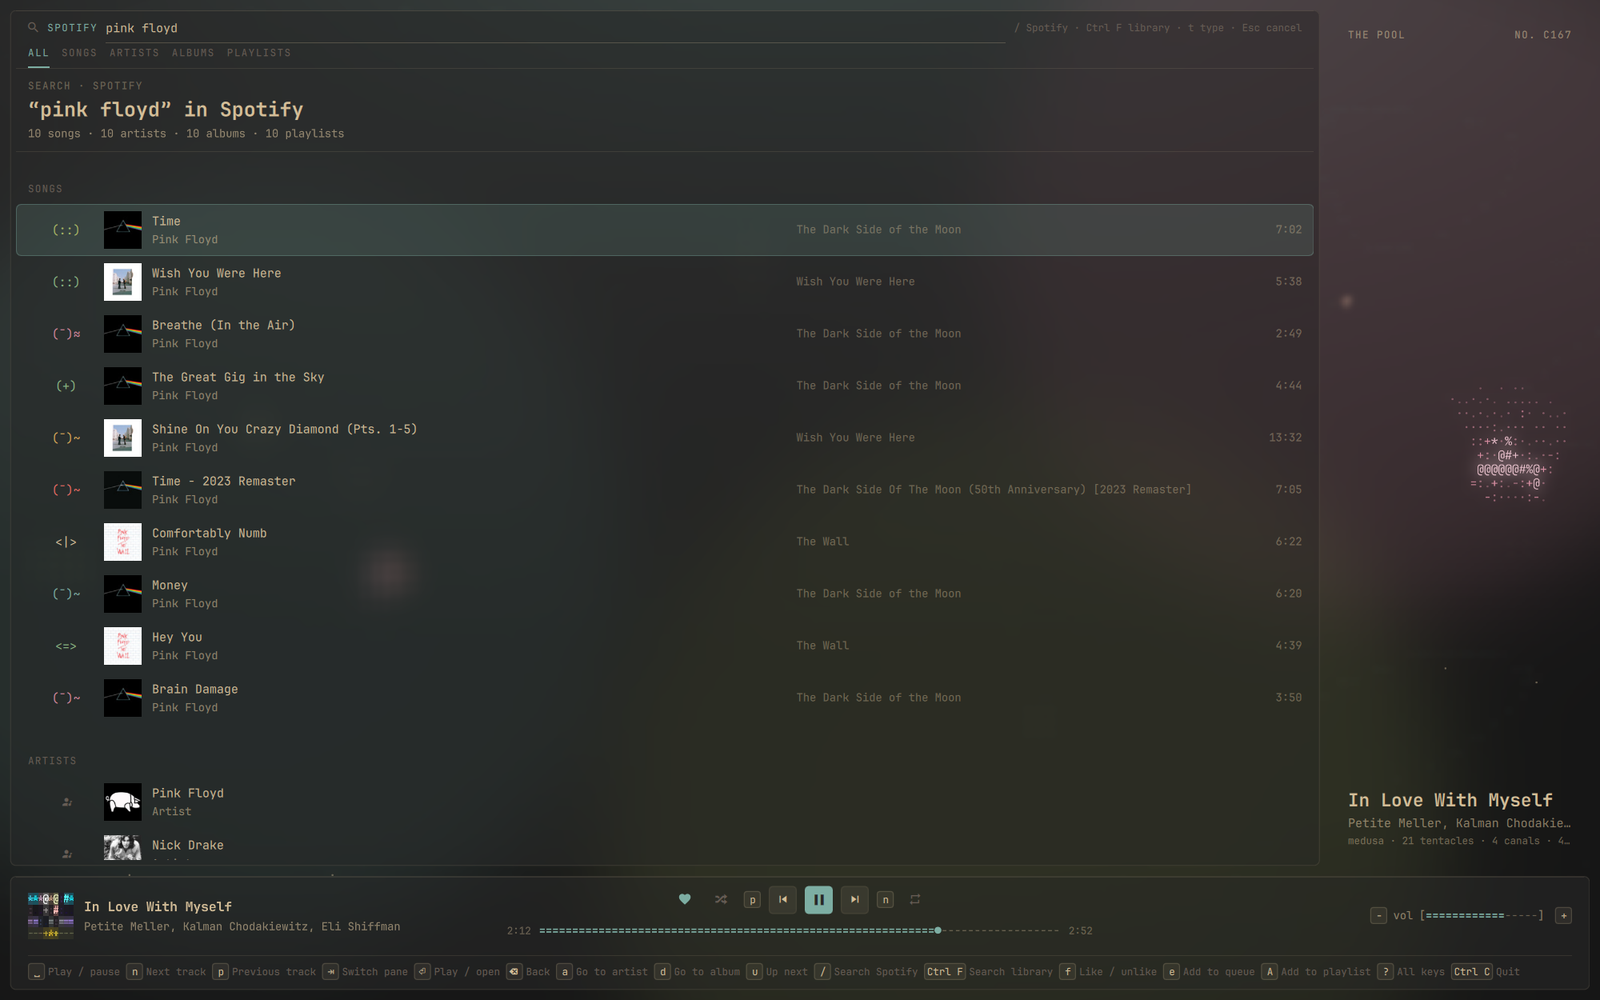 SPOTIFY pink floyd
/ Spotify · Ctrl F library · t type · Esc cancel
ALL SONGS ARTISTS ALBUMS PLAYLISTS
SEARCH · SPOTIFY
“pink floyd” in Spotify
10 songs · 10 artists · 10 albums · 10 playlists
SONGS
(::) Time
Pink Floyd
The Dark Side of the Moon
7:02
(::) Wish You Were Here
Pink Floyd
Wish You Were Here
5:38
(¯)≈ Breathe (In the Air)
Pink Floyd
The Dark Side of the Moon
2:49
(+) The Great Gig in the Sky
Pink Floyd
The Dark Side of the Moon
4:44
(¯)~ Shine On You Crazy Diamond (Pts. 1-5)
Pink Floyd
Wish You Were Here
13:32
(¯)~ Time - 2023 Remaster
Pink Floyd
The Dark Side Of The Moon (50th Anniversary) [2023 Remaster]
7:05
<|> Comfortably Numb
Pink Floyd
The Wall
6:22
(¯)~ Money
Pink Floyd
The Dark Side of the Moon
6:20
<=> Hey You
Pink Floyd
The Wall
4:39
(¯)~ Brain Damage
Pink Floyd
The Dark Side of the Moon
3:50
ARTISTS
Pink Floyd
Artist
Nick Drake
THE POOL
NO. C167
In Love With Myself
Petite Meller, Kalman Chodakie…
medusa · 21 tentacles · 4 canals · 4…
In Love With Myself
Petite Meller, Kalman Chodakiewitz, Eli Shiffman
p n
2:12 2:52
- vol [============-----] +
Play / pause n Next track p Previous track Switch pane Play / open Back a Go to artist d Go to album u Up next / Search Spotify Ctrl F Search library f Like / unlike e Add to queue A Add to playlist ? All keys Ctrl C Quit